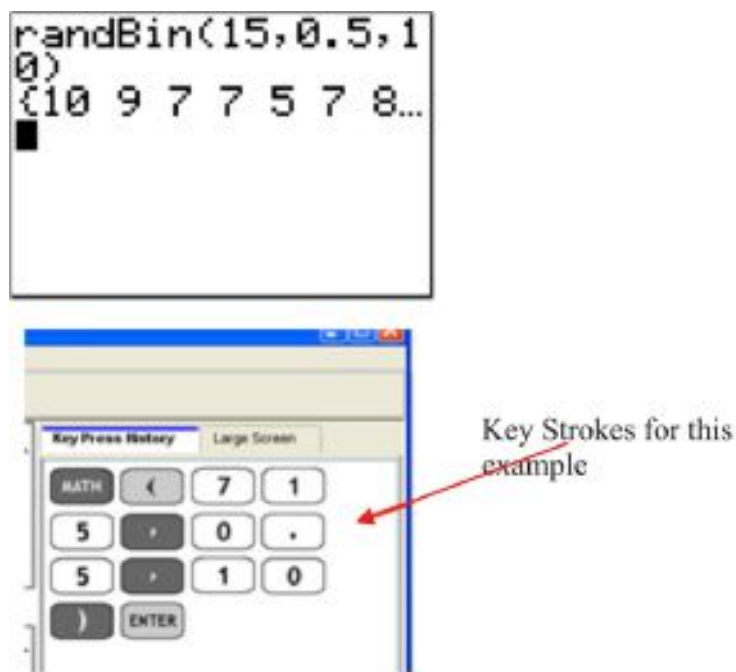 randBin(15,0.5,1
0)
{10 9 7 7 5 7 8…
Key Press History Large Screen
MATH 7 1
5 , 0 .
5 , 1 0
) ENTER
Key Strokes for this
example